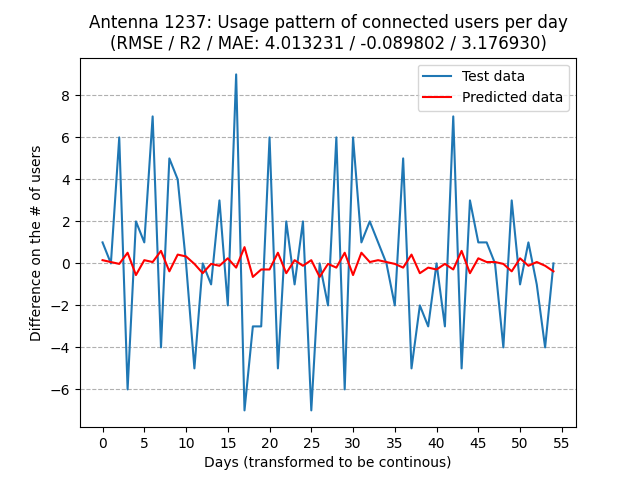 Antenna 1237: Usage pattern of connected users per day
(RMSE / R2 / MAE: 4.013231 / -0.089802 / 3.176930)
Test data
Predicted data
Difference on the # of users
8
6
4
2
0
−2
−4
−6
0 5 10 15 20 25 30 35 40 45 50 55
Days (transformed to be continous)